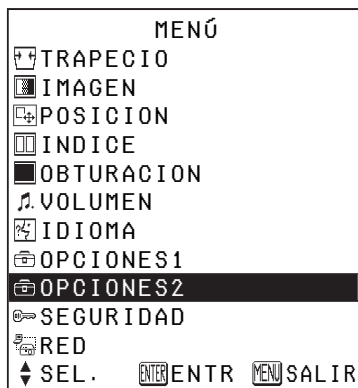 MENÚ
TRAPECIO
IMAGEN
POSICION
INDICE
OBTURACION
VOLUMEN
IDIOMA
OPCIONES1
OPCIONES2
SEGURIDAD
RED
SEL. ENTER ENTR MENU SALIR